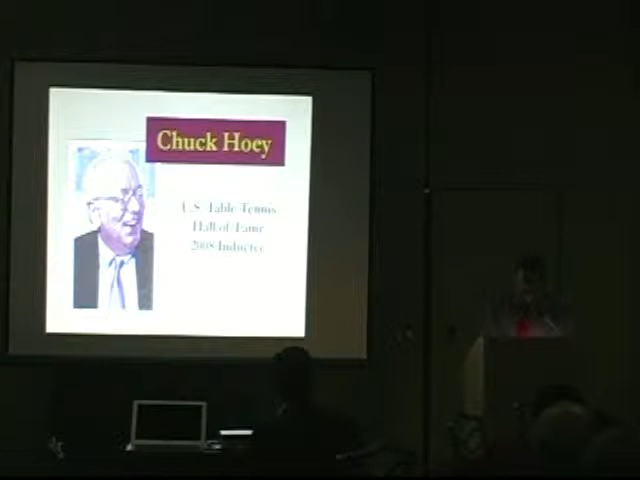 Chuck Hoey
U.S. Table Tennis
Hall of Fame
2008 Inductee